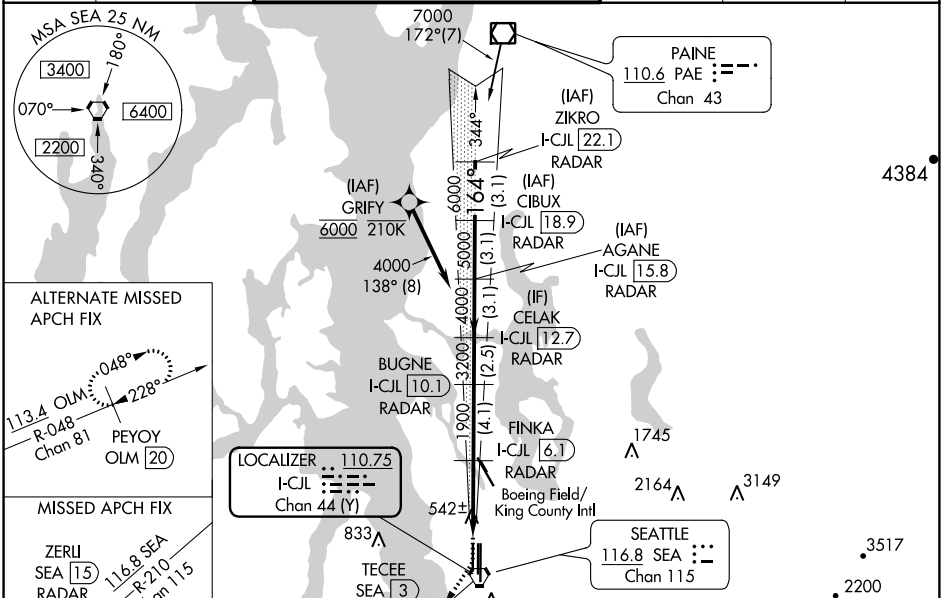 MSA SEA 25 NM
180°
3400
070°
6400
2200
340°
7000
172°(7)
PAINE
110.6 PAE
Chan 43
344°
(IAF)
ZIKRO
I-CJL 22.1
RADAR
4384
6000
164°
(3.1)
(IAF)
CIBUX
I-CJL 18.9
RADAR
(IAF)
GRIFY
6000 210K
5000
(3.1)
(IAF)
AGANE
I-CJL 15.8
RADAR
4000
138° (8)
4000
(3.1)
(IF)
CELAK
I-CJL 12.7
RADAR
ALTERNATE MISSED
APCH FIX
048°
228°
113.4 OLM
R-048
Chan 81
PEYOY
OLM 20
3200
(2.5)
BUGNE
I-CJL 10.1
RADAR
1900
(4.1)
FINKA
I-CJL 6.1
RADAR
1745
2164
3149
Boeing Field/
King County Intl
LOCALIZER 110.75
I-CJL
Chan 44 (Y)
542±
833
MISSED APCH FIX
ZERLI
SEA 15
RADAR
116.8 SEA
R-210
115
TECEE
SEA 3
SEATTLE
116.8 SEA
Chan 115
3517
2200